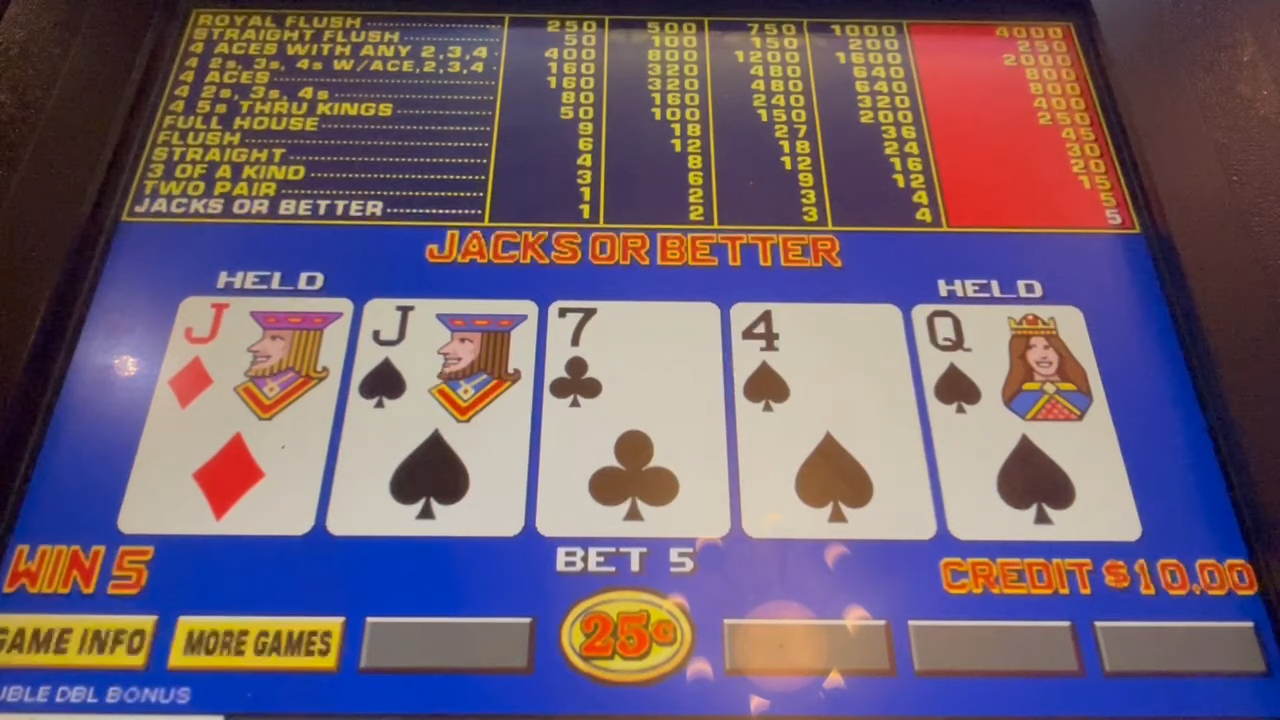 ROYAL FLUSH 250 500 750 1000 4000
STRAIGHT FLUSH 50 100 150 200 250
4 ACES WITH ANY 2,3,4 400 800 1200 1600 2000
4 2s, 3s, 4s W/ACE,2,3,4 160 320 480 640 800
4 ACES 160 320 480 640 800
4 2s, 3s, 4s 80 160 240 320 400
4 5s THRU KINGS 50 100 150 200 250
FULL HOUSE 9 18 27 36 45
FLUSH 6 12 18 24 30
STRAIGHT 4 8 12 16 20
3 OF A KIND 3 6 9 12 15
TWO PAIR 1 2 3 4 5
JACKS OR BETTER 1 2 3 4 5
JACKS OR BETTER
HELD HELD
J J 7 4 Q
WIN 5 BET 5 CREDIT $10.00
GAME INFO MORE GAMES 25¢
UBLE DBL BONUS